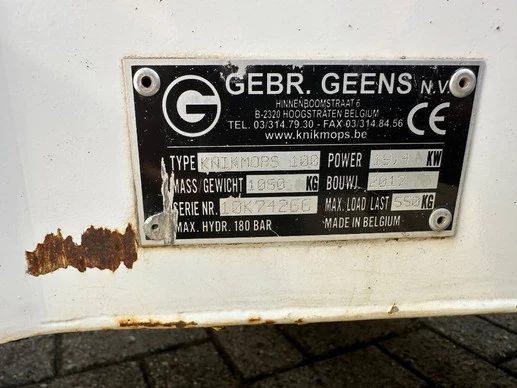 G GEBR. GEENS N.V.
HINNENBOOMSTRAAT 6
B-2320 HOOGSTRATEN BELGIUM
TEL. 03/314.79.30 - FAX 03/314.84.56
www.knikmops.be CE
TYPE KNIKMOPS 100 POWER KW
MASS/GEWICHT 1050 KG BOUWJ. 2017
SERIE NR. 10K74266 MAX. LOAD LAST 550 KG
MAX. HYDR. 180 BAR MADE IN BELGIUM